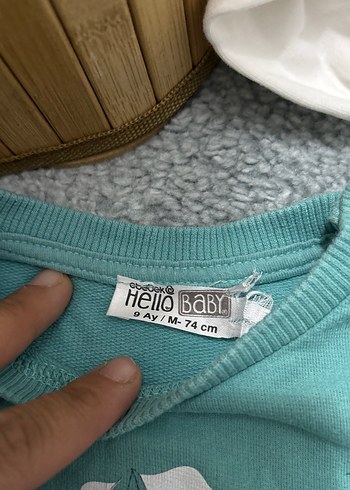 ebebek
Hello BABY
9 Ay / M- 74 cm